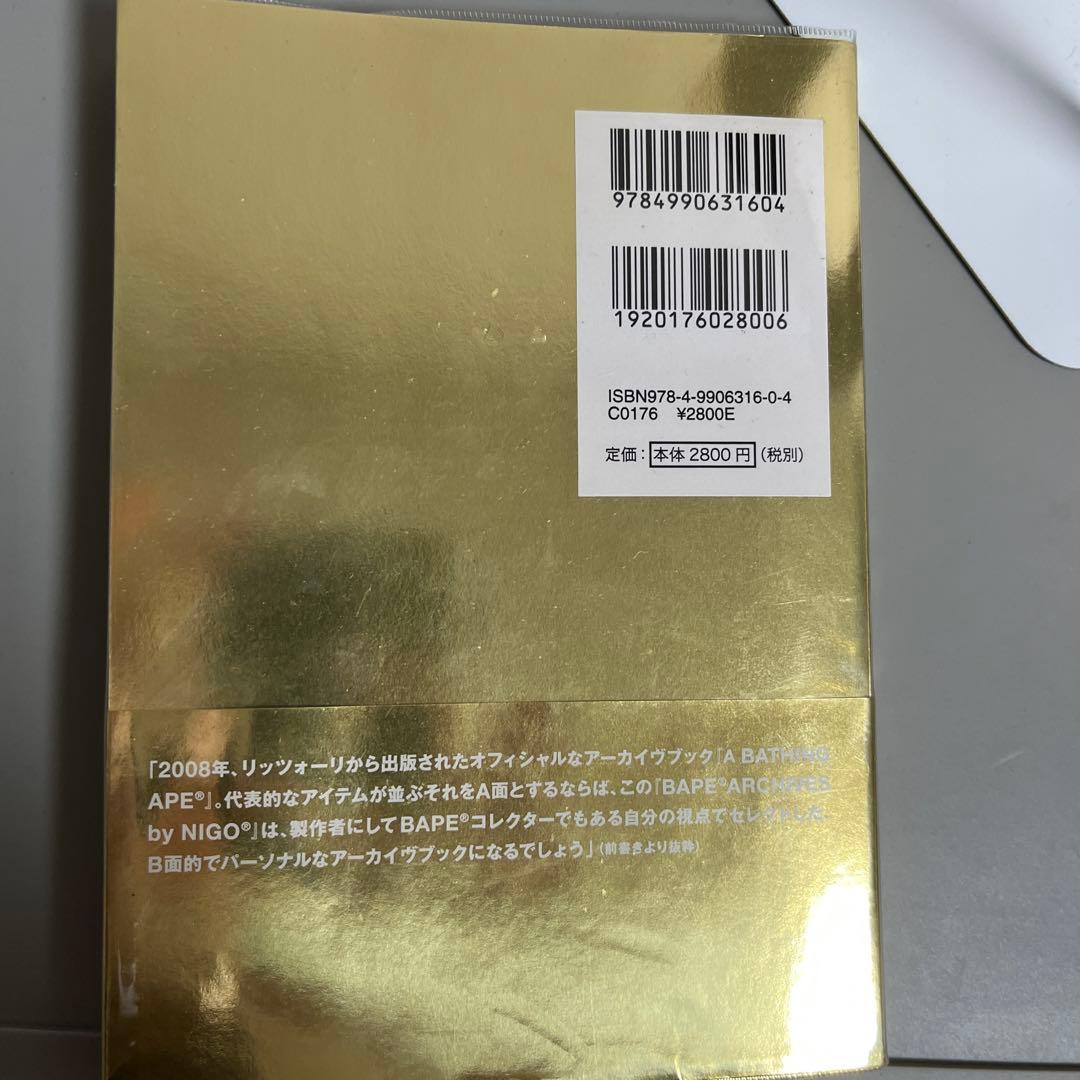 9784990631604
1920176028006
ISBN978-4-9906316-0-4
C0176 ¥2800E
定価：本体 2800 円（税別）
「2008年、リッツォーリから出版されたオフィシャルなアーカイヴブック『A BATHING
APE®』。代表的なアイテムが並ぶそれをA面とするならば、この『BAPE®ARCHIVES
by NIGO®』は、製作者にしてBAPE®コレクターでもある自分の視点でセレクトした、
B面的でパーソナルなアーカイヴブックになるでしょう」（前書きより抜粋）